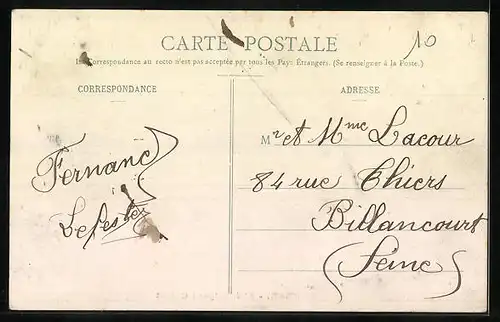 CARTE POSTALE
10
La Correspondance au recto n'est pas acceptée par tous les Pays Étrangers. (Se renseigner à la Poste.)
CORRESPONDANCE
ADRESSE
Fernand
Mr et Mme Lacour
84 rue Thiers
Billancourt
(Seine)